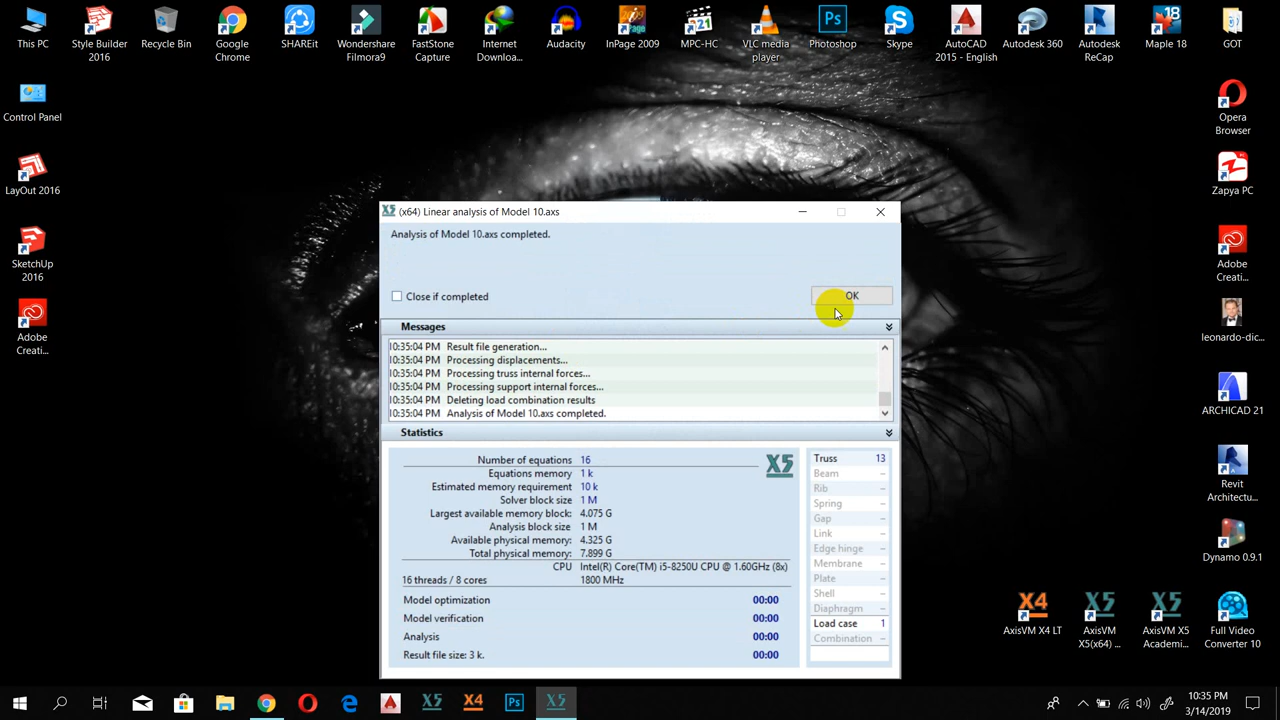 This PC
Style Builder
2016
Recycle Bin
Google
Chrome
SHAREit
Wondershare
Filmora9
FastStone
Capture
Internet
Downloa...
Audacity
InPage 2009
MPC-HC
VLC media
player
Photoshop
Skype
AutoCAD
2015 - English
Autodesk 360
Autodesk
ReCap
Maple 18
GOT
Control Panel
LayOut 2016
SketchUp
2016
Adobe
Creati...
Opera
Browser
Zapya PC
Adobe
Creati...
leonardo-dic...
ARCHICAD 21
Revit
Architectu...
Dynamo 0.9.1
AxisVM X4 LT
AxisVM
X5(x64) ...
AxisVM X5
Academi...
Full Video
Converter 10
X5 (x64) Linear analysis of Model 10.axs
Analysis of Model 10.axs completed.
Close if completed
OK
Messages
10:35:04 PM Result file generation...
10:35:04 PM Processing displacements...
10:35:04 PM Processing truss internal forces...
10:35:04 PM Processing support internal forces...
10:35:04 PM Deleting load combination results
10:35:04 PM Analysis of Model 10.axs completed.
Statistics
Number of equations 16
Equations memory 1 k
Estimated memory requirement 10 k
Solver block size 1 M
Largest available memory block: 4.075 G
Analysis block size 1 M
Available physical memory: 4.325 G
Total physical memory: 7.899 G
CPU Intel(R) Core(TM) i5-8250U CPU @ 1.60GHz (8x)
16 threads / 8 cores 1800 MHz
Model optimization 00:00
Model verification 00:00
Analysis 00:00
Result file size: 3 k. 00:00
X5
Truss 13
Beam –
Rib –
Spring –
Gap –
Link –
Edge hinge –
Membrane –
Plate –
Shell –
Diaphragm –
Load case 1
Combination –
10:35 PM
3/14/2019